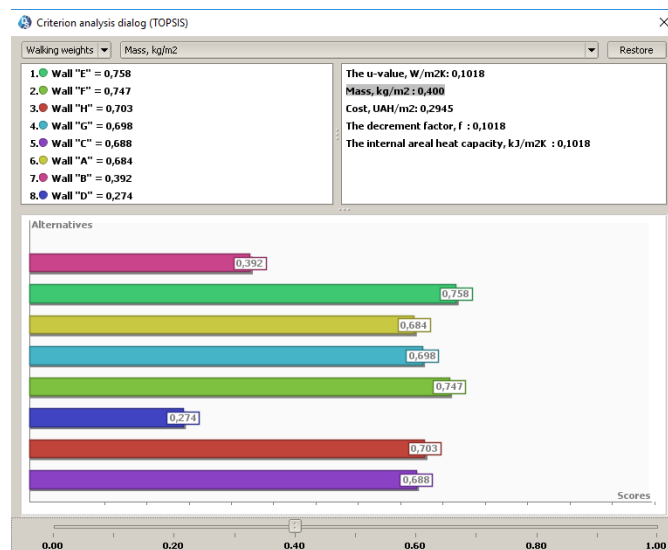 Criterion analysis dialog (TOPSIS)
Walking weights Mass, kg/m2 Restore
1. Wall "E" = 0,758
2. Wall "F" = 0,747
3. Wall "H" = 0,703
4. Wall "G" = 0,698
5. Wall "C" = 0,688
6. Wall "A" = 0,684
7. Wall "B" = 0,392
8. Wall "D" = 0,274
The u-value, W/m2K: 0,1018
Mass, kg/m2 : 0,400
Cost, UAH/m2: 0,2945
The decrement factor, f : 0,1018
The internal areal heat capacity, kJ/m2K : 0,1018
Alternatives
0,392
0,758
0,684
0,698
0,747
0,274
0,703
0,688
Scores
0.00 0.20 0.40 0.60 0.80 1.00